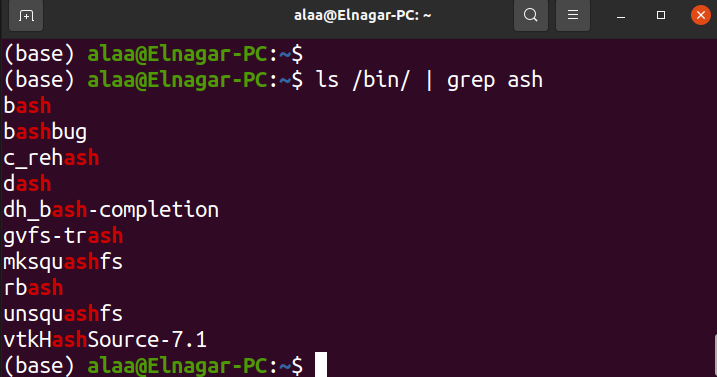 alaa@Elnagar-PC: ~
(base) alaa@Elnagar-PC:~$
(base) alaa@Elnagar-PC:~$ ls /bin/ | grep ash
bash
bashbug
c_rehash
dash
dh_bash-completion
gvfs-trash
mksquashfs
rbash
unsquashfs
vtkHashSource-7.1
(base) alaa@Elnagar-PC:~$